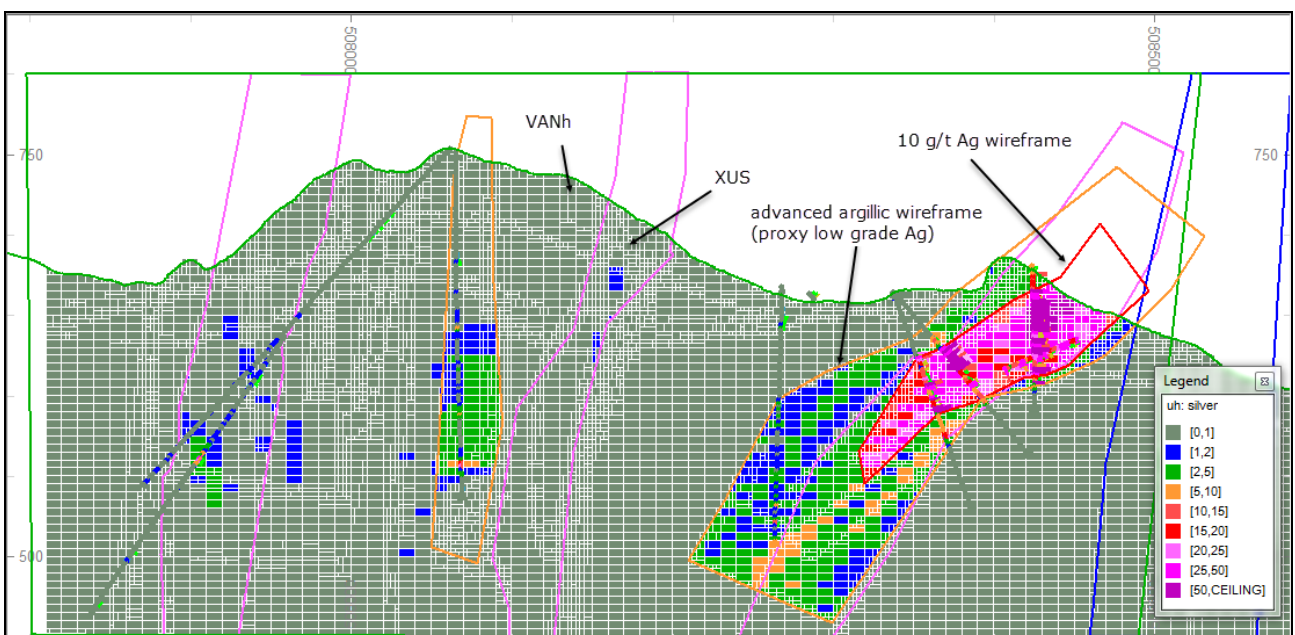 508000
508500
VANh
10 g/t Ag wireframe
750
750
XUS
advanced argillic wireframe
(proxy low grade Ag)
Legend
uh: silver
[0,1]
[1,2]
[2,5]
[5,10]
[10,15]
[15,20]
[20,25]
[25,50]
[50,CEILING]
500